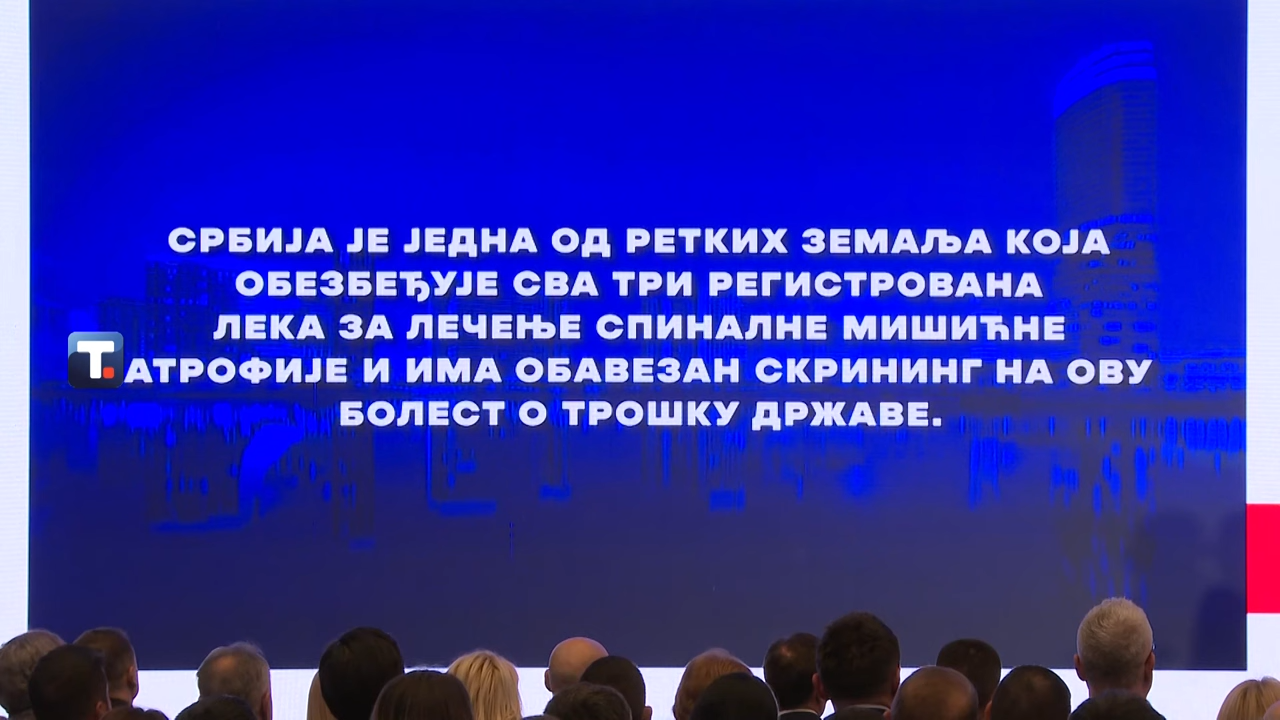 СРБИЈА ЈЕ ЈЕДНА ОД РЕТКИХ ЗЕМАЉА КОЈА
ОБЕЗБЕЂУЈЕ СВА ТРИ РЕГИСТРОВАНА
ЛЕКА ЗА ЛЕЧЕЊЕ СПИНАЛНЕ МИШИЋНЕ
T.
АТРОФИЈЕ И ИМА ОБАВЕЗАН СКРИНИНГ НА ОВУ
БОЛЕСТ О ТРОШКУ ДРЖАВЕ.